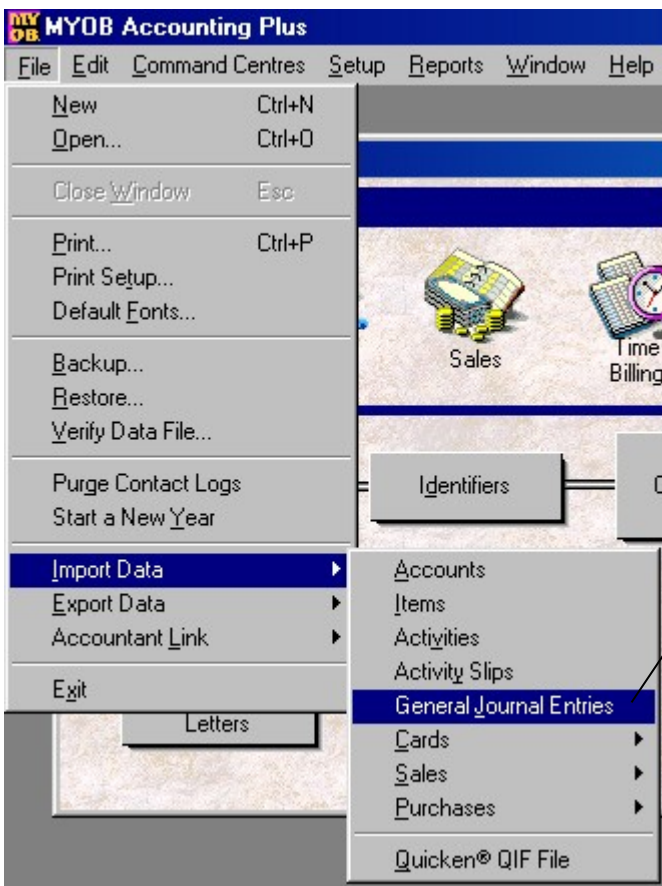 MYOB Accounting Plus
File Edit Command Centres Setup Reports Window Help
New Ctrl+N
Open... Ctrl+O
Close Window Esc
Print... Ctrl+P
Print Setup...
Default Fonts...
Backup...
Restore...
Verify Data File...
Purge Contact Logs
Start a New Year
Import Data
Export Data
Accountant Link
Exit
Sales
Time
Billing
Identifiers
Letters
Accounts
Items
Activities
Activity Slips
General Journal Entries
Cards
Sales
Purchases
Quicken® QIF File